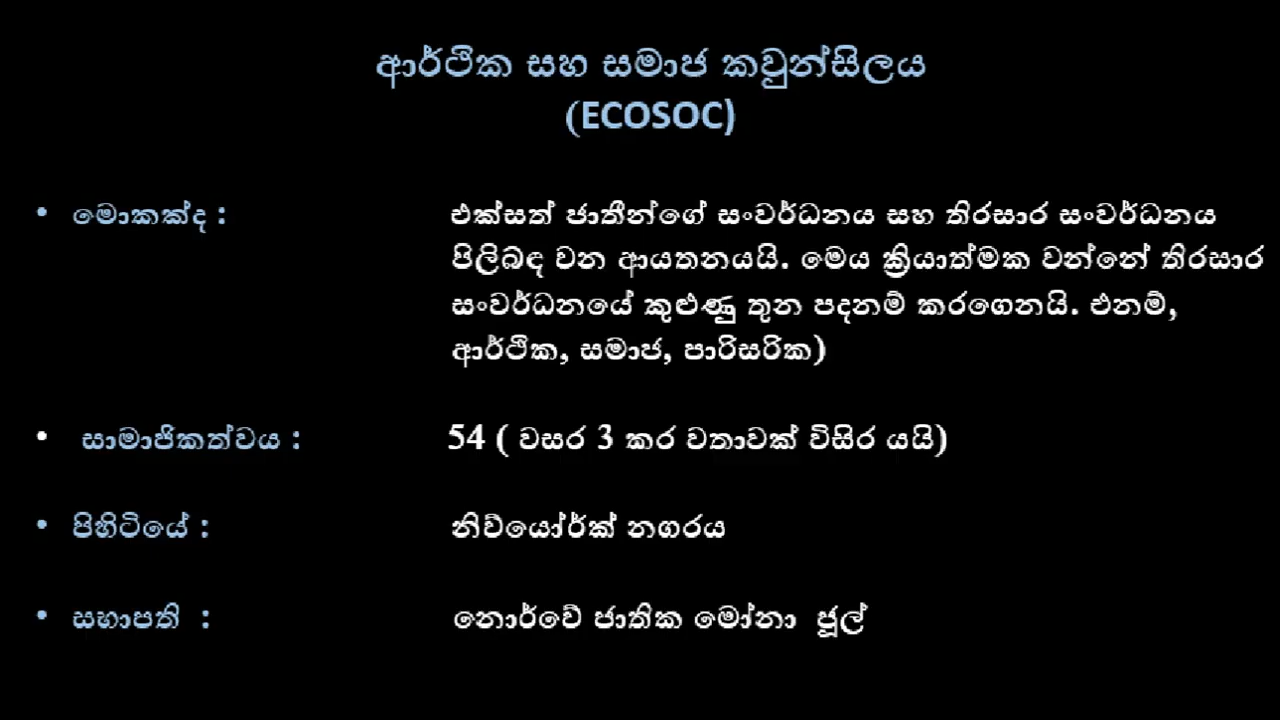 ආර්ථික සහ සමාජ කවුන්සිලය
(ECOSOC)
• මොකක්ද : එක්සත් ජාතීන්ගේ සංවර්ධනය සහ තිරසාර සංවර්ධනය
පිලිබඳ වන ආයතනයයි. මෙය ක්‍රියාත්මක වන්නේ තිරසාර
සංවර්ධනයේ කුළුණු තුන පදනම් කරගෙනයි. එනම්,
ආර්ථික, සමාජ, පාරිසරික)
• සාමාජිකත්වය : 54 ( වසර 3 කර වතාවක් විසිර යයි)
• පිහිටියේ : නිව්යෝර්ක් නගරය
• සභාපති : නොර්වේ ජාතික මෝනා ජූල්